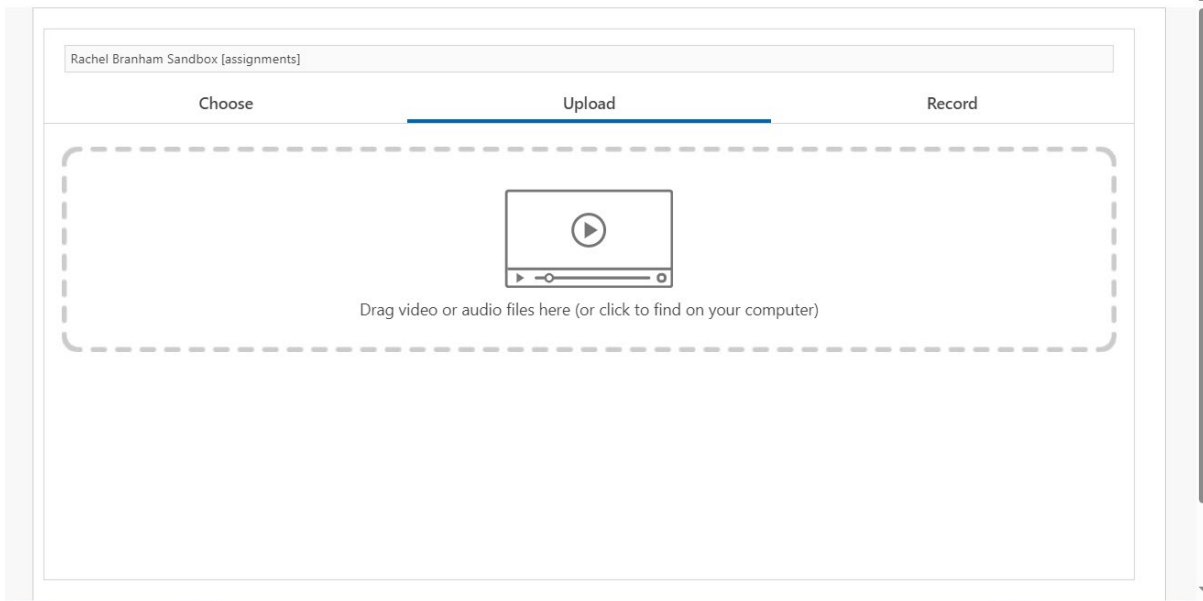 Rachel Branham Sandbox [assignments]
Choose
Upload
Record
Drag video or audio files here (or click to find on your computer)